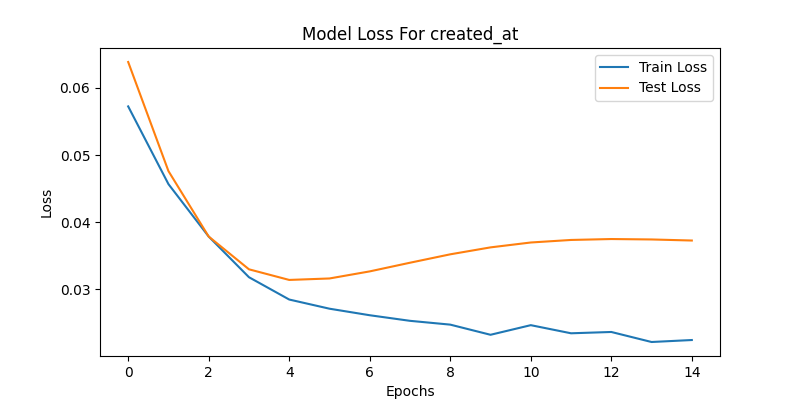 Model Loss For created_at
Train Loss
Test Loss
Loss
0.06
0.05
0.04
0.03
0 2 4 6 8 10 12 14
Epochs